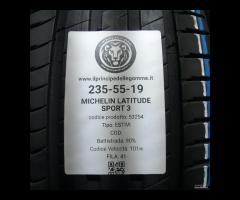 www.ilprincipedellegomme.it
235-55-19
MICHELIN LATITUDE
SPORT 3
codice prodotto: 53254
Tipo: ESTIVI
COD:
Battistrada: 90%
Codice Velocità: 101w
FILA: 41